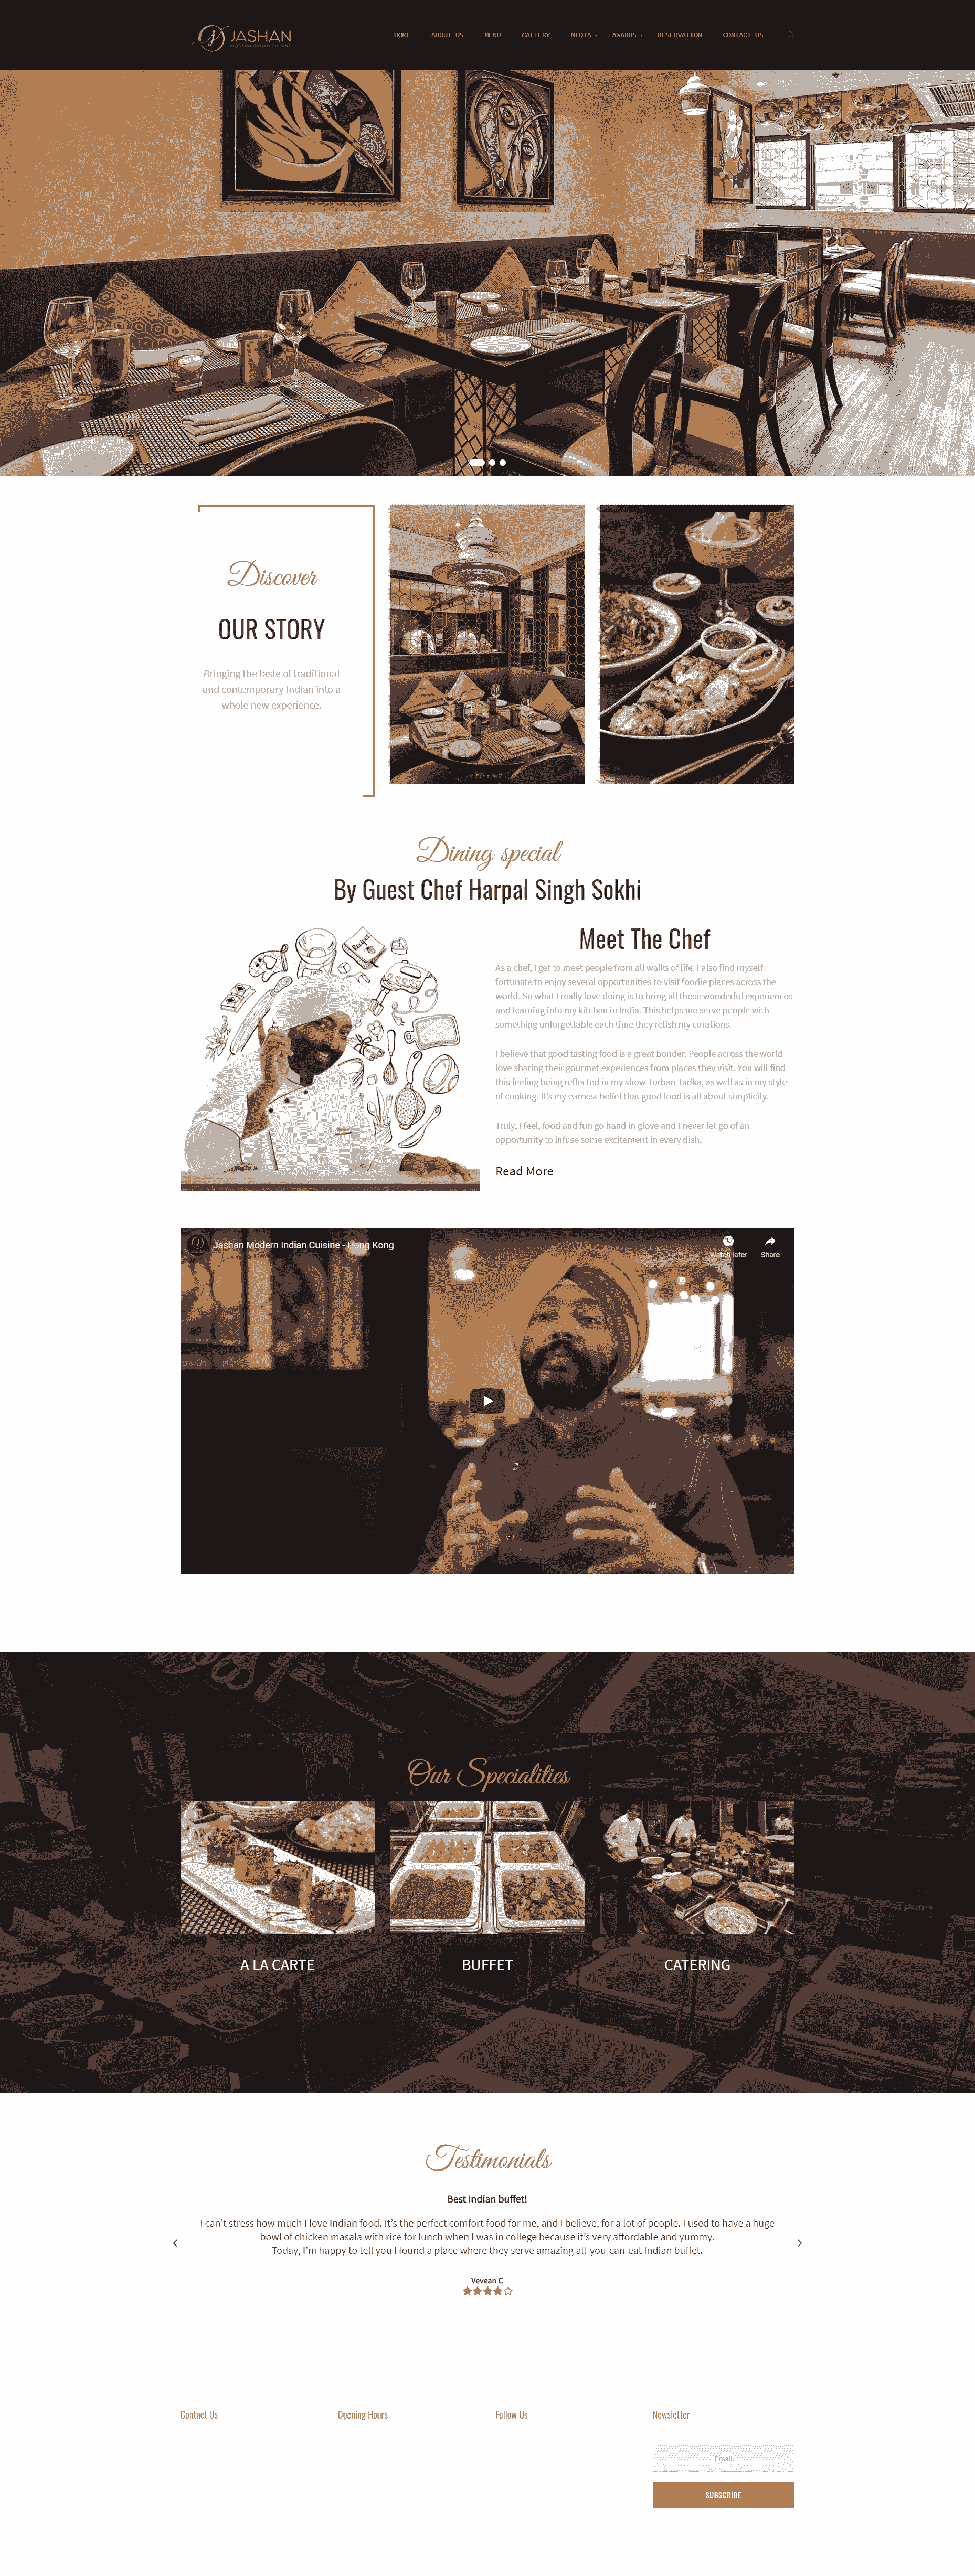 JASHAN
MODERN INDIAN CUISINE
HOME ABOUT US MENU GALLERY MEDIA AWARDS RESERVATION CONTACT US
Discover
OUR STORY
Bringing the taste of traditional
and contemporary Indian into a
whole new experience.
Dining special
By Guest Chef Harpal Singh Sokhi
Recipes
Meet The Chef
As a chef, I get to meet people from all walks of life. I also find myself
fortunate to enjoy several opportunities to visit foodie places across the
world. So what I really love doing is to bring all these wonderful experiences
and learning into my kitchen in India. This helps me serve people with
something unforgettable each time they relish my curations.
I believe that good tasting food is a great bonder. People across the world
love sharing their gourmet experiences from places they visit. You will find
this feeling being reflected in my show Turban Tadka, as well as in my style
of cooking. It's my earnest belief that good food is all about simplicity.
Truly, I feel, food and fun go hand in glove and I never let go of an
opportunity to infuse some excitement in every dish.
Read More
Jashan Modern Indian Cuisine - Hong Kong
Watch later Share
Our Specialities
A LA CARTE
BUFFET
CATERING
Testimonials
Best Indian buffet!
I can't stress how much I love Indian food. It's the perfect comfort food for me, and I believe, for a lot of people. I used to have a huge
bowl of chicken masala with rice for lunch when I was in college because it's very affordable and yummy.
Today, I'm happy to tell you I found a place where they serve amazing all-you-can-eat Indian buffet.
Vevean C
Contact Us
Opening Hours
Follow Us
Newsletter
Email
SUBSCRIBE